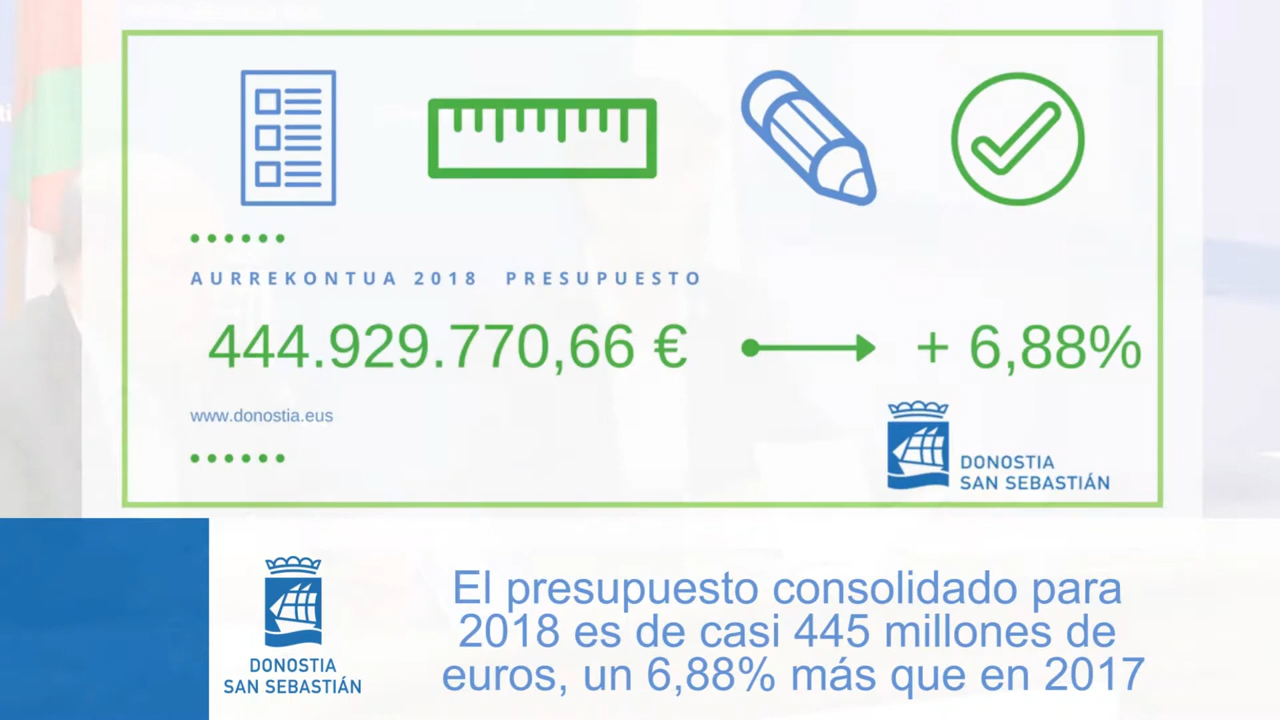 AURREKONTUA 2018 PRESUPUESTO
444.929.770,66 € + 6,88%
www.donostia.eus
DONOSTIA
SAN SEBASTIÁN
El presupuesto consolidado para
2018 es de casi 445 millones de
euros, un 6,88% más que en 2017
DONOSTIA
SAN SEBASTIÁN